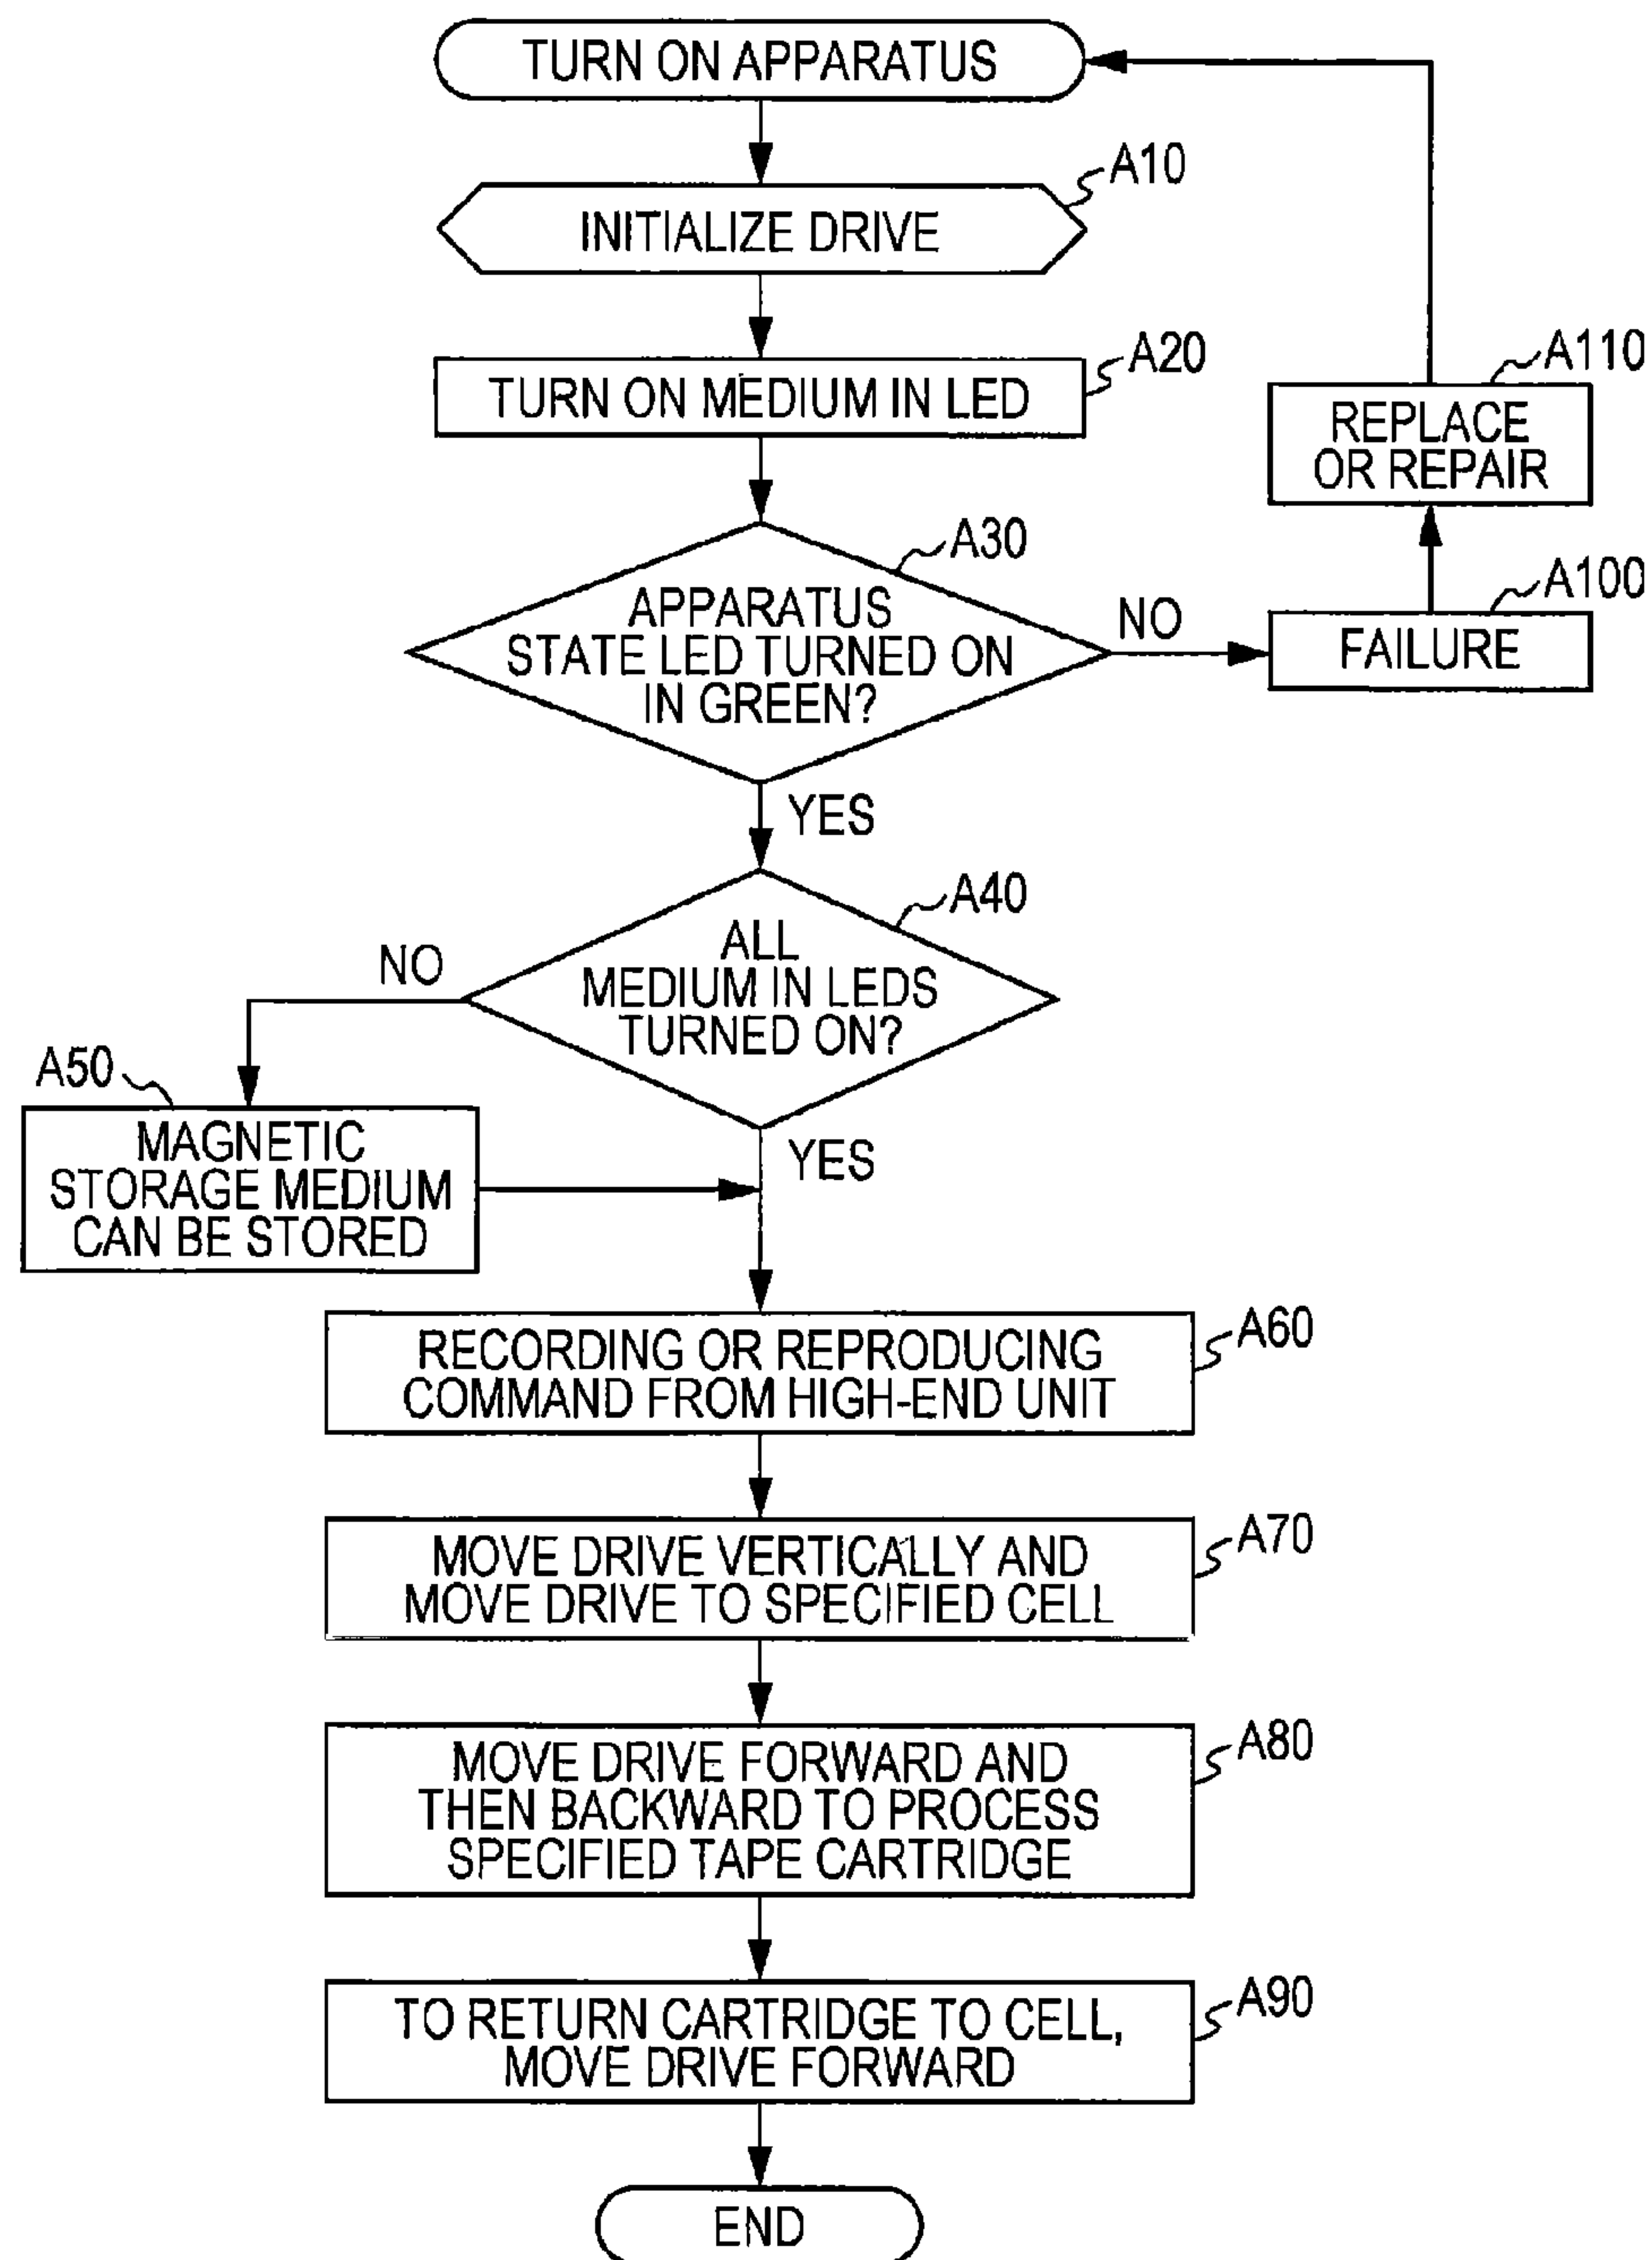 TURN ON APPARATUS
A10
INITIALIZE DRIVE
A20
TURN ON MEDIUM IN LED
A110
REPLACE
OR REPAIR
A30
APPARATUS
STATE LED TURNED ON
IN GREEN?
NO
A100
FAILURE
YES
A40
ALL
MEDIUM IN LEDS
TURNED ON?
NO
A50
MAGNETIC
STORAGE MEDIUM
CAN BE STORED
YES
A60
RECORDING OR REPRODUCING
COMMAND FROM HIGH-END UNIT
A70
MOVE DRIVE VERTICALLY AND
MOVE DRIVE TO SPECIFIED CELL
A80
MOVE DRIVE FORWARD AND
THEN BACKWARD TO PROCESS
SPECIFIED TAPE CARTRIDGE
A90
TO RETURN CARTRIDGE TO CELL,
MOVE DRIVE FORWARD
END